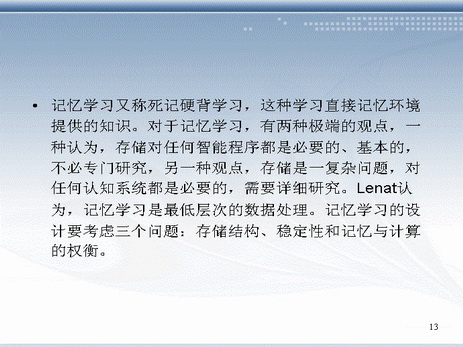 • 记忆学习又称死记硬背学习，这种学习直接记忆环境
提供的知识。对于记忆学习，有两种极端的观点，一
种认为，存储对任何智能程序都是必要的、基本的，
不必专门研究，另一种观点，存储是一复杂问题，对
任何认知系统都是必要的，需要详细研究。Lenat认
为，记忆学习是最低层次的数据处理。记忆学习的设
计要考虑三个问题：存储结构、稳定性和记忆与计算
的权衡。
13